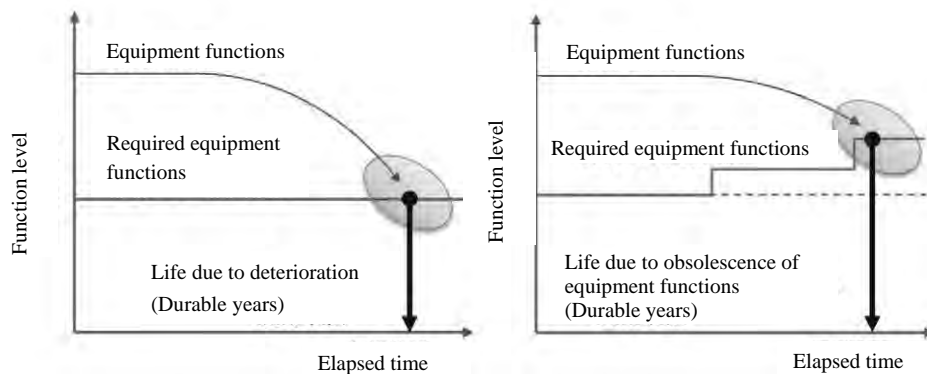 Equipment functions
Required equipment
functions
Function level
Life due to deterioration
(Durable years)
Elapsed time
Equipment functions
Required equipment functions
Function level
Life due to obsolescence of
equipment functions
(Durable years)
Elapsed time